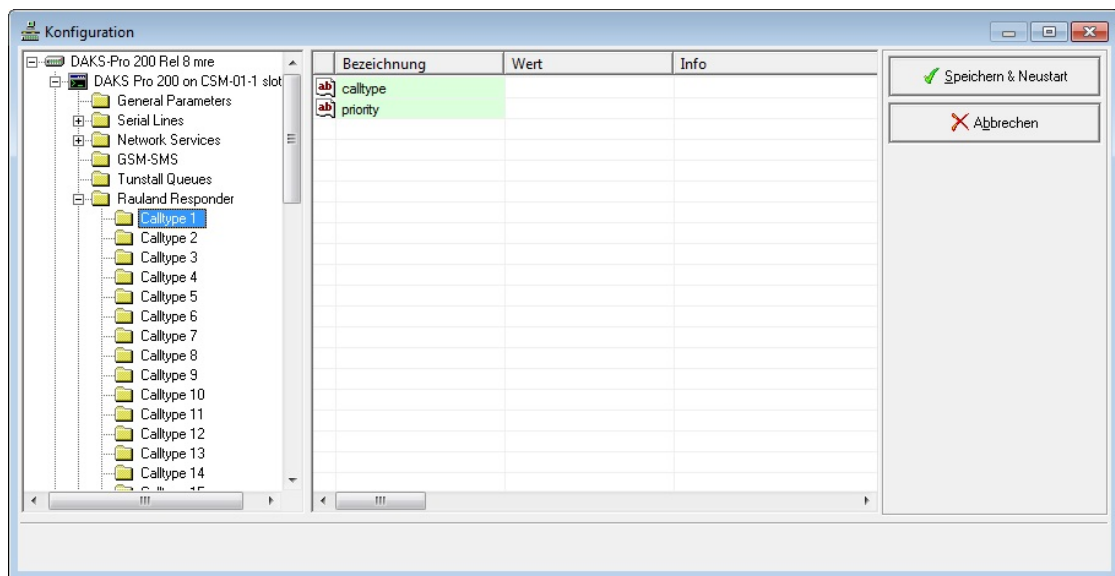 Konfiguration
DAKS-Pro 200 Rel 8 mre
DAKS Pro 200 on CSM-01-1 slot
General Parameters
Serial Lines
Network Services
GSM-SMS
Tunstall Queues
Rauland Responder
Calltype 1
Calltype 2
Calltype 3
Calltype 4
Calltype 5
Calltype 6
Calltype 7
Calltype 8
Calltype 9
Calltype 10
Calltype 11
Calltype 12
Calltype 13
Calltype 14
Bezeichnung Wert Info
ab calltype
ab priority
Speichern & Neustart
Abbrechen